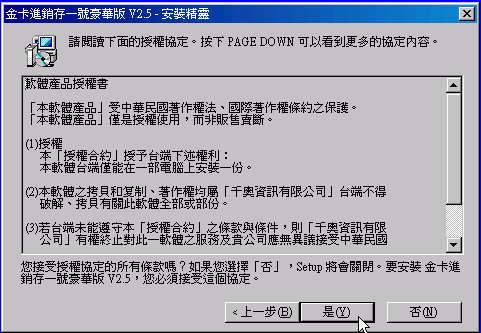 金卡進銷存一號豪華版 V2.5 - 安裝精靈
請閱讀下面的授權協定。按下 PAGE DOWN 可以看到更多的協定內容。
軟體產品授權書
「本軟體產品」受中華民國著作權法、國際著作權條約之保護。
「本軟體產品」僅是授權使用，而非販售賣斷。
(1)授權
本「授權合約」授予台端下述權利：
本軟體台端僅能在一部電腦上安裝一份。
(2)本軟體之拷貝和复制、著作權均屬「千奧資訊有限公司」台端不得
破解、拷貝有關此軟體全部或部份。
(3)若台端未能遵守本「授權合約」之條款與條件，則「千奧資訊有限
公司」有權終止對此一軟體之服務及貴公司應無異議接受中華民國
您接受授權協定的所有條款嗎？如果您選擇「否」，Setup 將會關閉。要安裝 金卡進
銷存一號豪華版 V2.5，您必須接受這個協定。
< 上一步(B) 是(Y) 否(N)